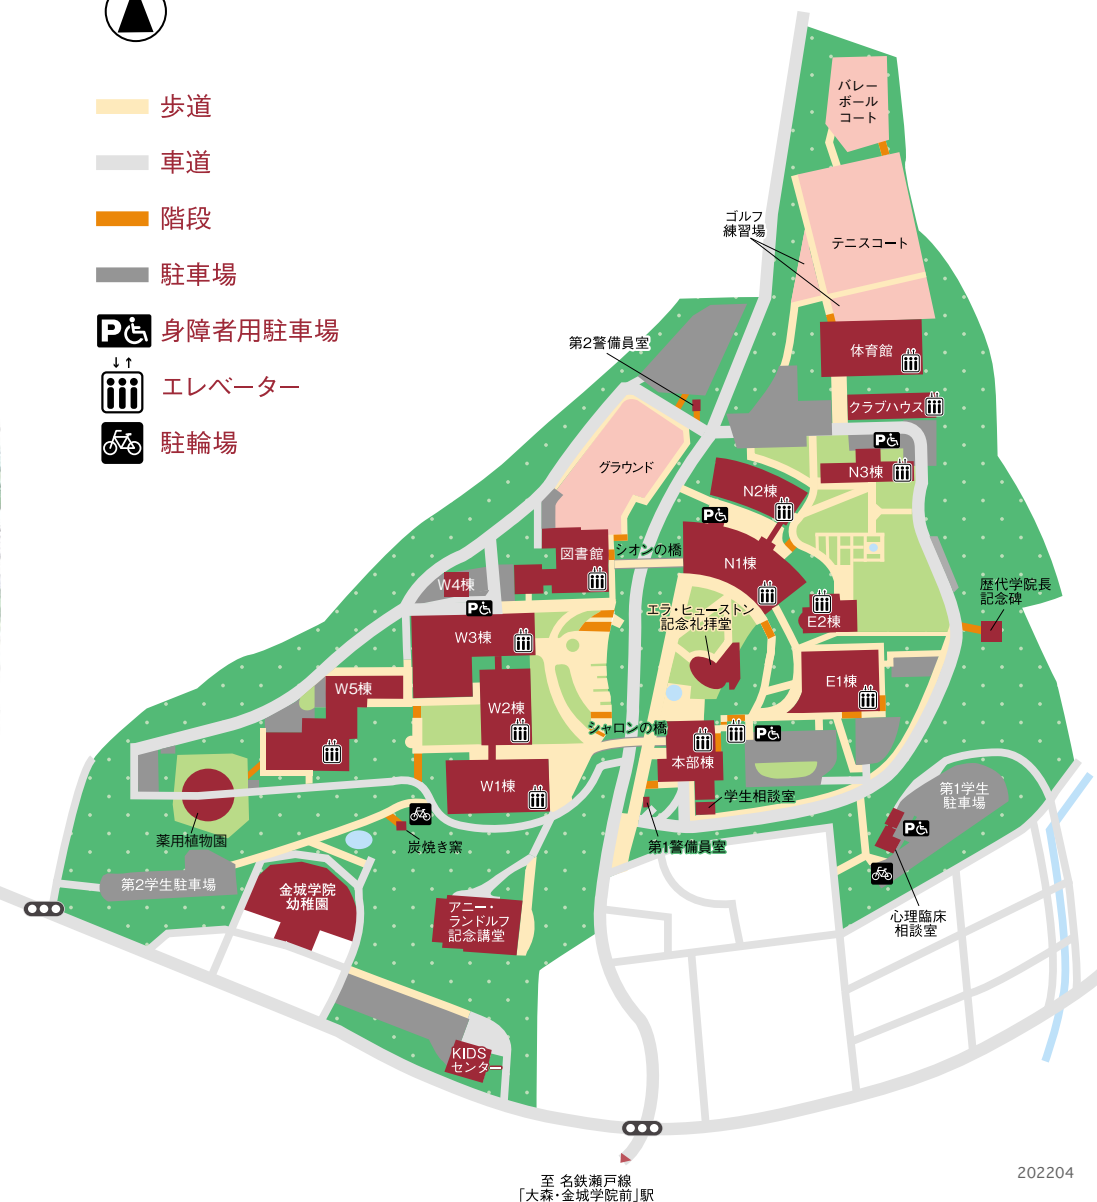 歩道
車道
階段
駐車場
P
身障者用駐車場
エレベーター
駐輪場
バレー
ボール
コート
ゴルフ
練習場
テニスコート
体育館
第2警備員室
クラブハウス
P
N3棟
グラウンド
N2棟
P
図書館
シオンの橋
N1棟
W4棟
P
歴代学院長
記念碑
エラ・ヒューストン
記念礼拝堂
E2棟
W3棟
W5棟
E1棟
W2棟
シャロンの橋
P
本部棟
W1棟
学生相談室
第1学生
駐車場
P
薬用植物園
炭焼き窯
第1警備員室
第2学生駐車場
金城学院
幼稚園
アニー・
ランドルフ
記念講堂
心理臨床
相談室
KIDS
センター
至 名鉄瀬戸線
「大森・金城学院前」駅
202204